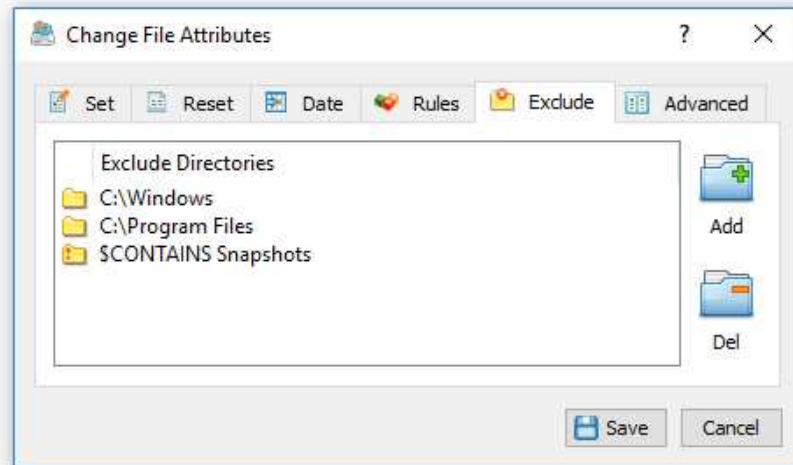 Change File Attributes ? X
Set Reset Date Rules Exclude Advanced
Exclude Directories
C:\Windows
C:\Program Files
$CONTAINS Snapshots
Add
Del
Save Cancel